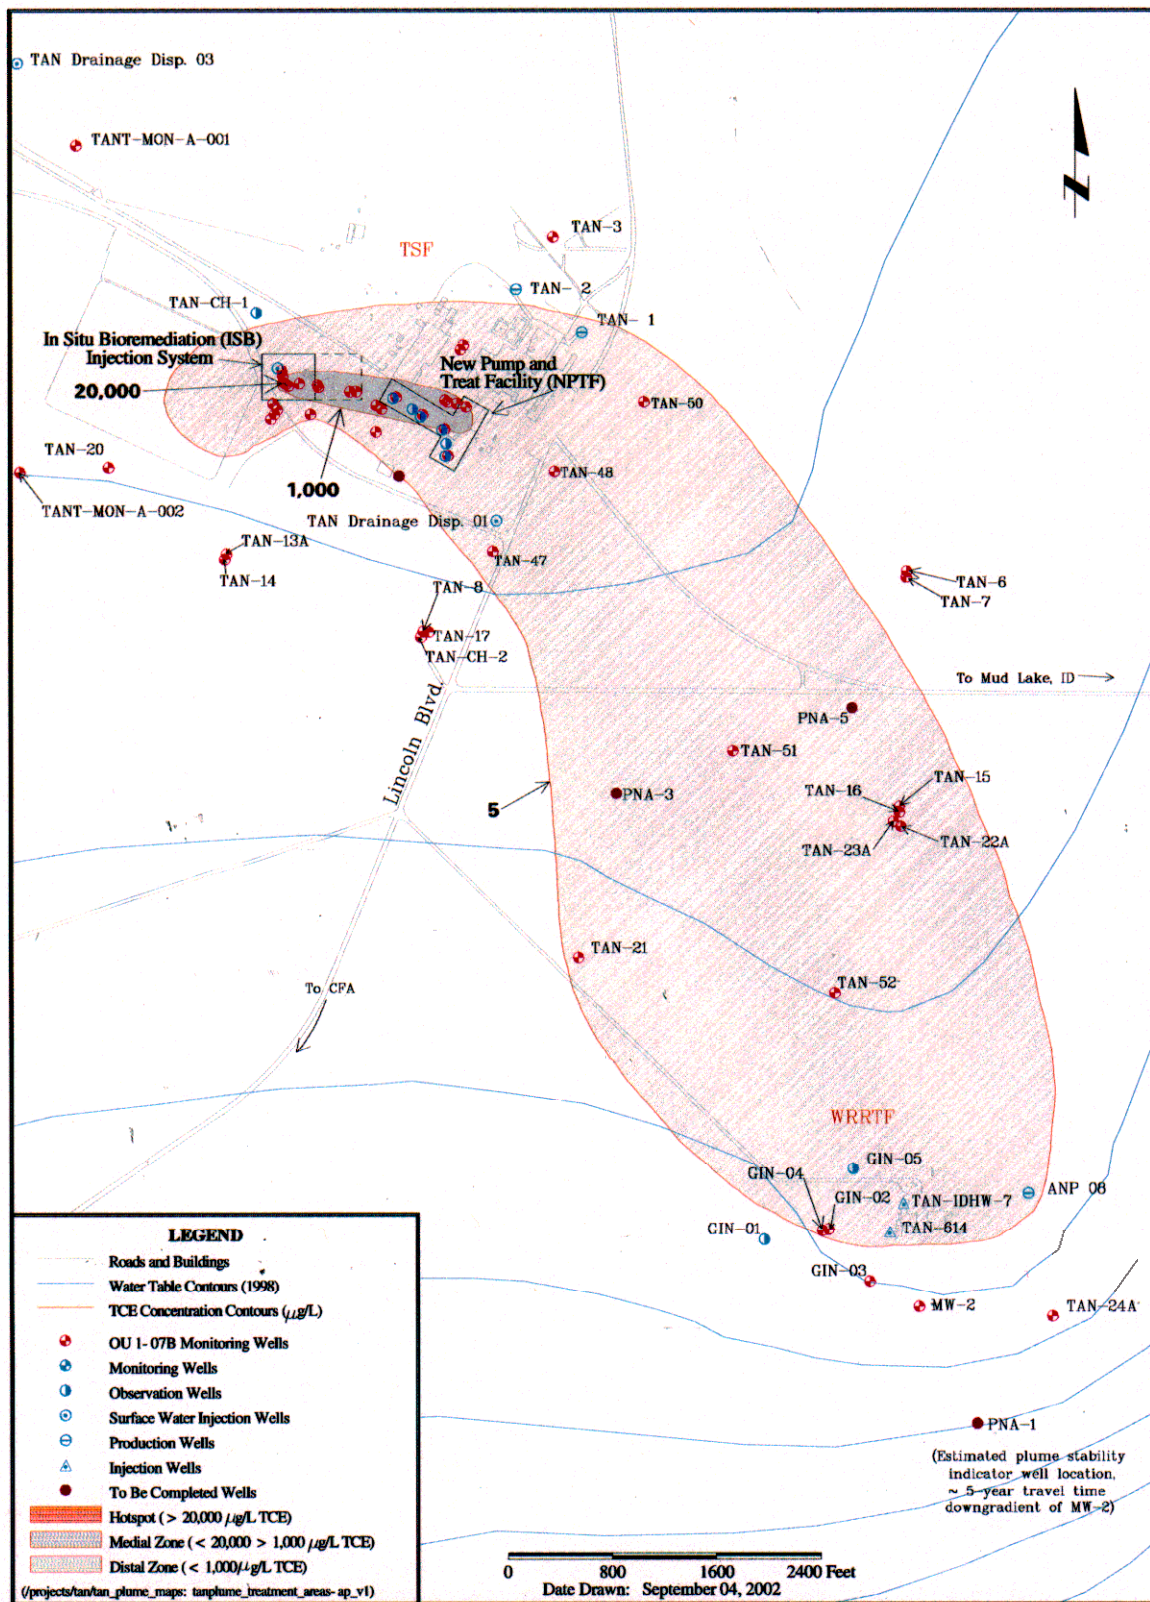 TAN Drainage Disp. 03
TANT-MON-A-001
N
TAN-3
TSF
TAN- 2
TAN-CH-1
TAN- 1
In Situ Bioremediation (ISB)
Injection System
New Pump and
Treat Facility (NPTF)
20,000
TAN-50
TAN-20
TAN-48
1,000
TANT-MON-A-002
TAN Drainage Disp. 01
TAN-13A
TAN-47
TAN-14
TAN-6
TAN-8
TAN-7
TAN-17
TAN-CH-2
To Mud Lake, ID
Lincoln Blvd.
PNA-5
TAN-51
TAN-15
TAN-16
PNA-3
5
TAN-22A
TAN-23A
TAN-21
TAN-52
To CFA
WRRTF
GIN-05
GIN-04
ANP 08
GIN-02
TAN-IDHW-7
GIN-01
TAN-614
GIN-03
MW-2
TAN-24A
PNA-1
(Estimated plume stability
indicator well location,
~ 5-year travel time
downgradient of MW-2)
LEGEND
Roads and Buildings
Water Table Contours (1998)
TCE Concentration Contours (μg/L)
OU 1-07B Monitoring Wells
Monitoring Wells
Observation Wells
Surface Water Injection Wells
Production Wells
Injection Wells
To Be Completed Wells
Hotspot (> 20,000 μg/L TCE)
Medial Zone (< 20,000 > 1,000 μg/L TCE)
Distal Zone (< 1,000μg/L TCE)
(/projects/tan/tan_plume_maps: tanplume_treatment_areas-ap_v1)
0 800 1600 2400 Feet
Date Drawn: September 04, 2002